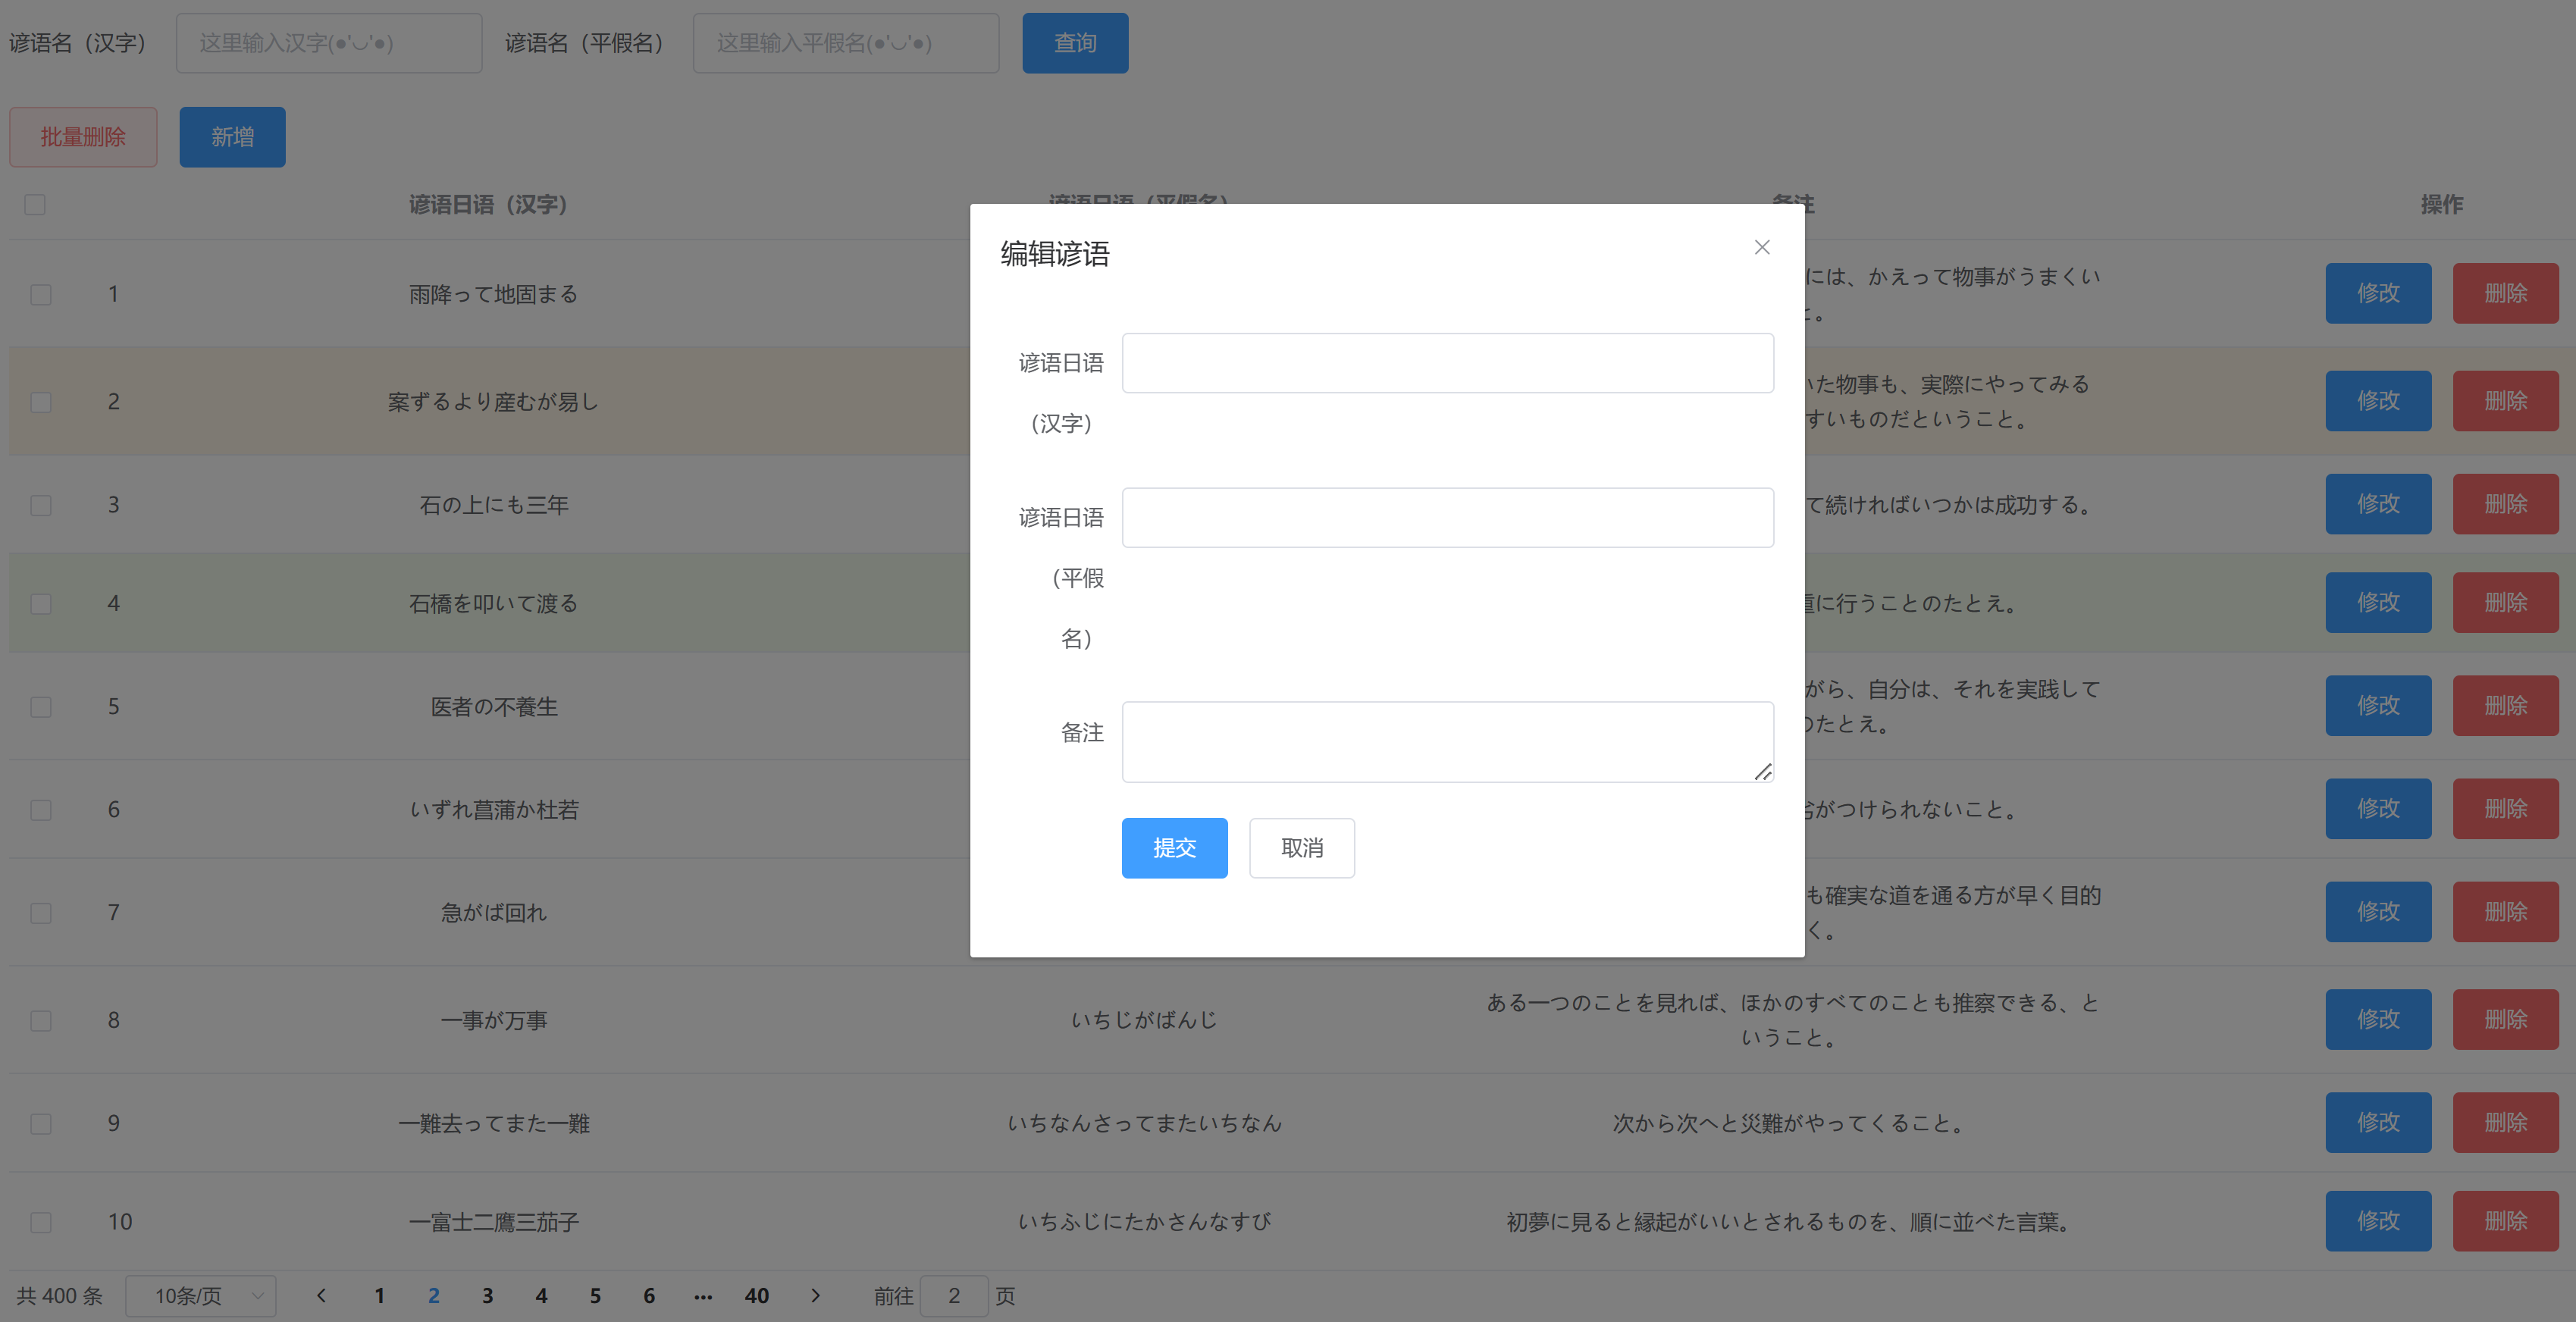 谚语名（汉字） 这里输入汉字(●'◡'●) 谚语名（平假名） 这里输入平假名(●'◡'●) 查询
批量删除 新增
谚语日语（汉字） 谚语日语（平假名） 备注 操作
编辑谚语
谚语日语
（汉字）
谚语日语
（平假
名）
备注
提交 取消
1 雨降って地固まる には、かえって物事がうまくい
と。
修改 删除
2 案ずるより産むが易し いた物事も、実際にやってみる
すいものだということ。
修改 删除
3 石の上にも三年 て続ければいつかは成功する。 修改 删除
4 石橋を叩いて渡る 重に行うことのたとえ。 修改 删除
5 医者の不養生 がら、自分は、それを実践して
のたとえ。
修改 删除
6 いずれ菖蒲か杜若 がつけられないこと。 修改 删除
7 急がば回れ も確実な道を通る方が早く目的
く。
修改 删除
8 一事が万事 いちじがばんじ ある一つのことを見れば、ほかのすべてのことも推察できる、と
いうこと。
修改 删除
9 一難去ってまた一難 いちなんさってまたいちなん 次から次へと災難がやってくること。 修改 删除
10 一富士二鷹三茄子 いちふじにたかさんなすび 初夢に見ると縁起がいいとされるものを、順に並べた言葉。 修改 删除
共 400 条 10条/页 1 2 3 4 5 6 ••• 40 前往 2 页